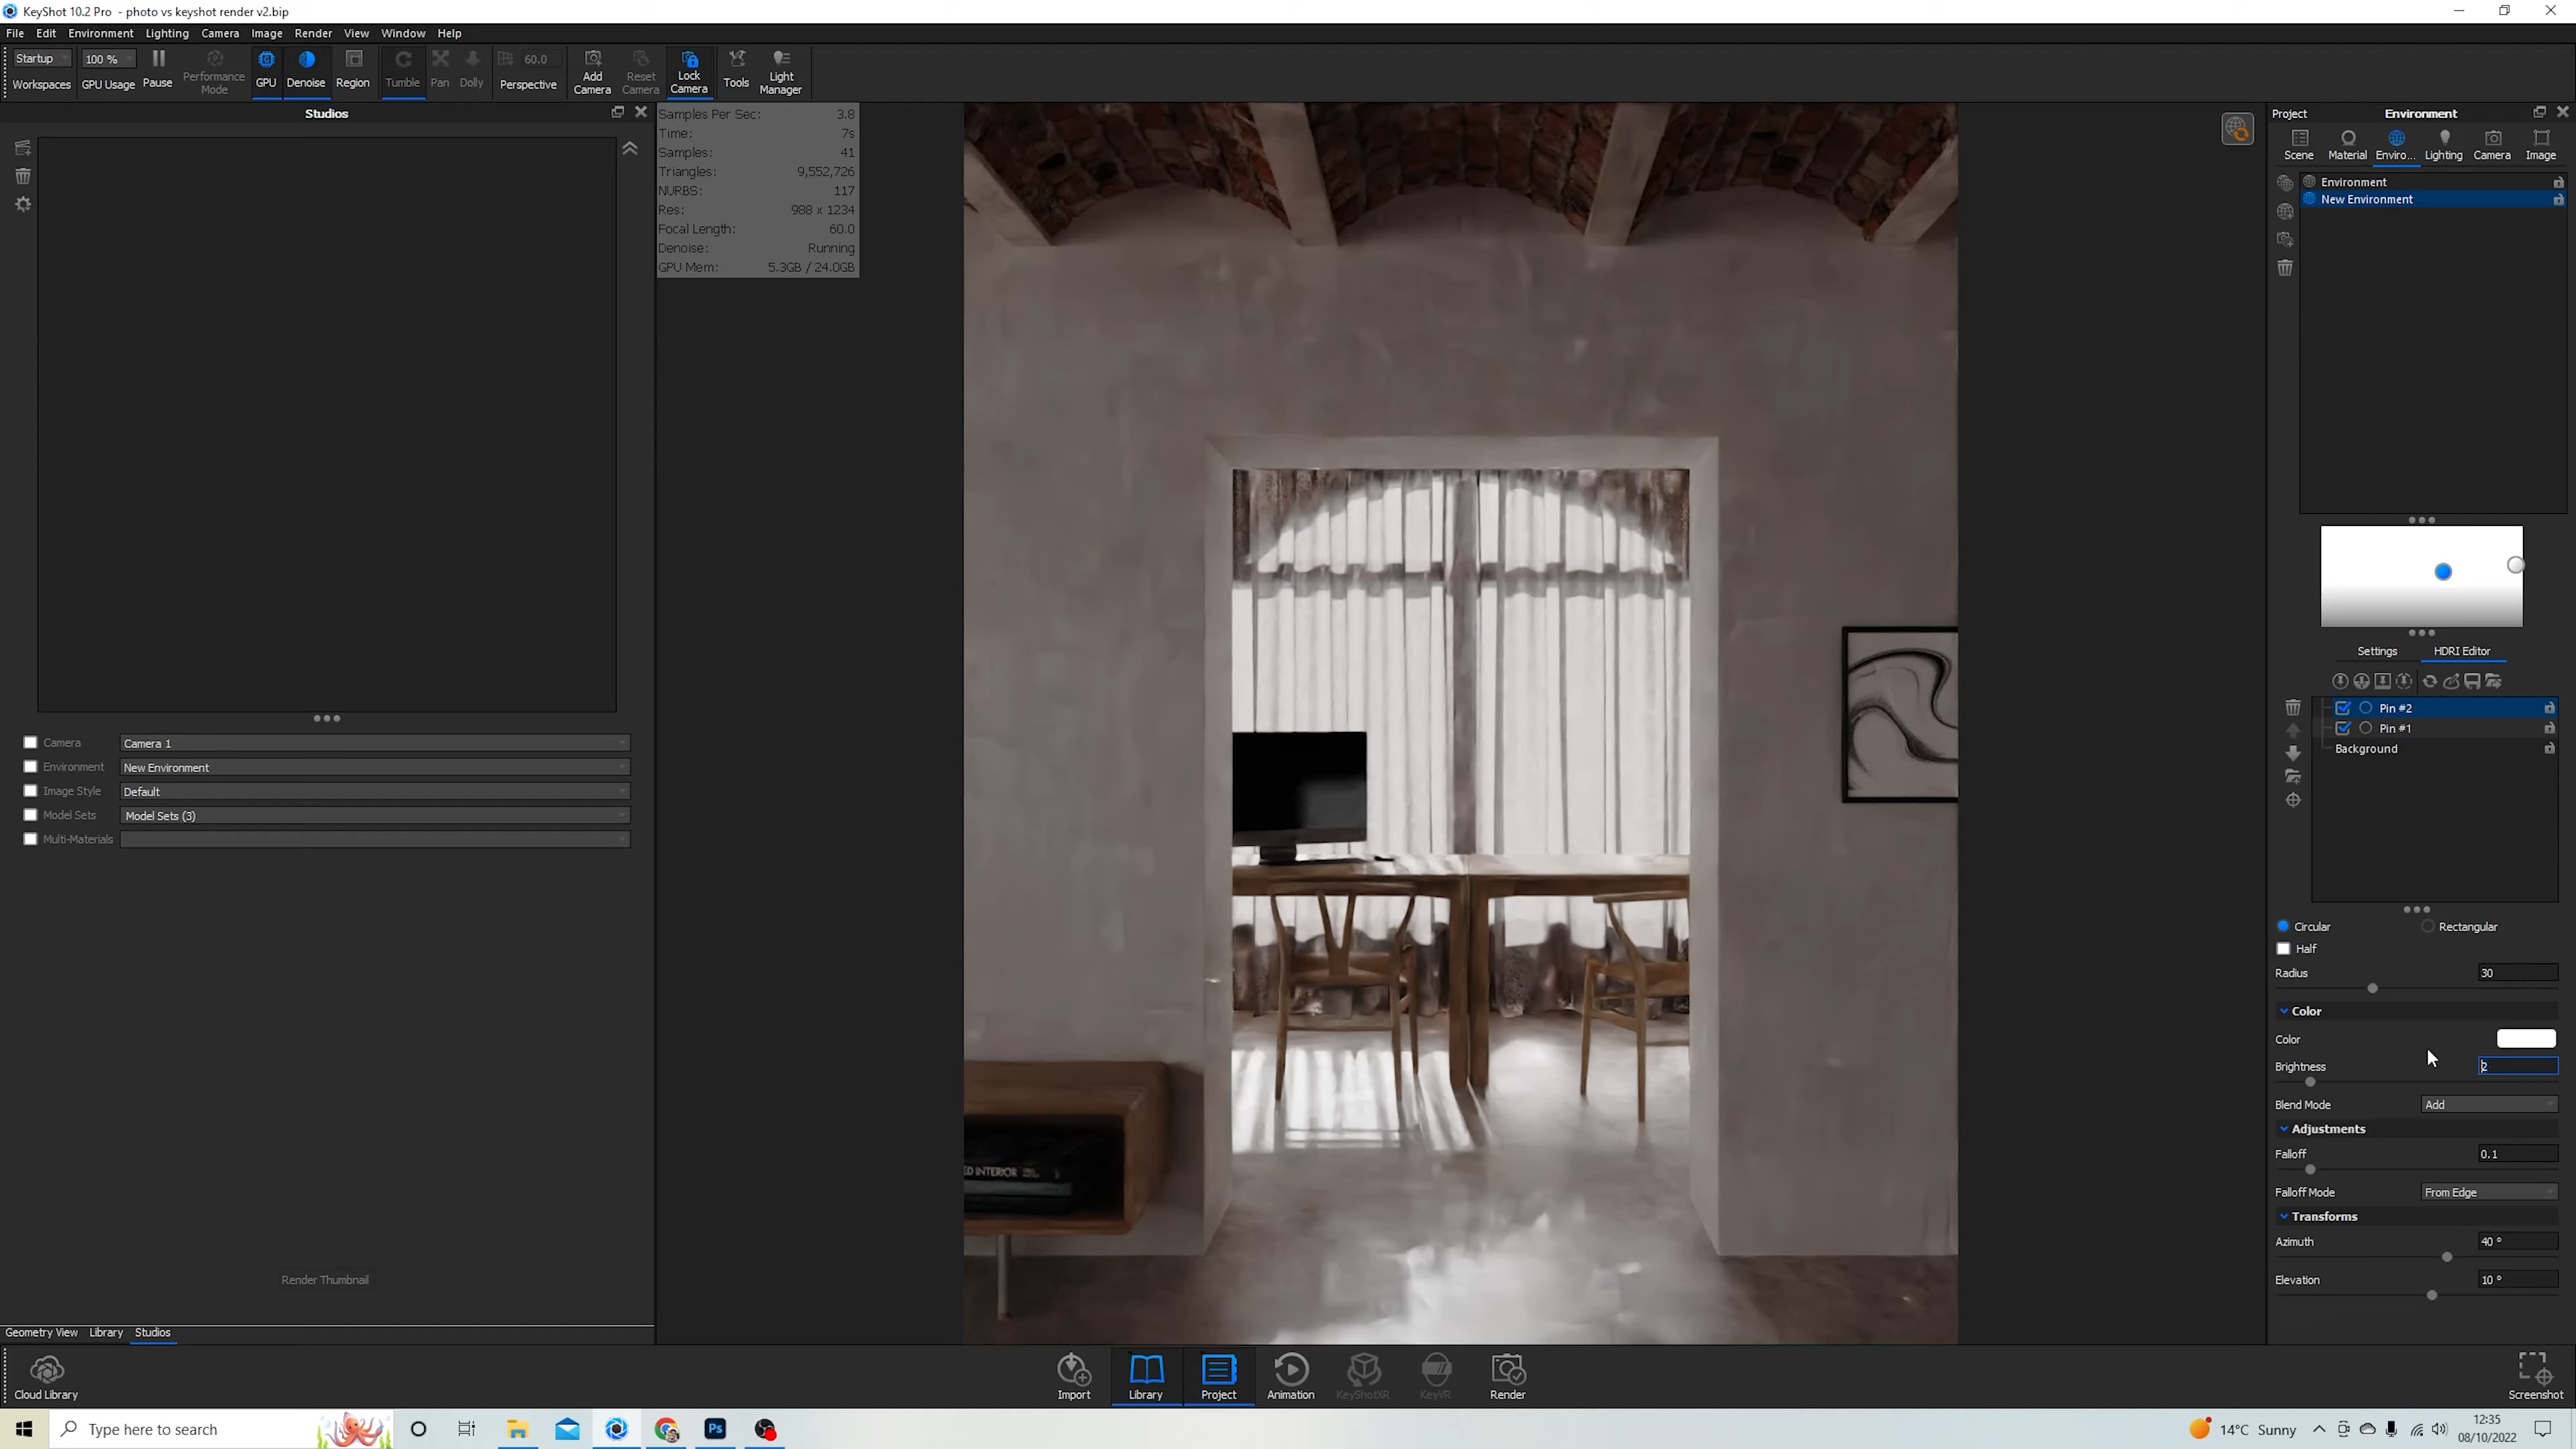 KeyShot 10.2 Pro - photo vs keyshot render v2.bip
File Edit Environment Lighting Camera Image Render View Window Help
Startup
Workspaces
100 %
GPU Usage
Pause
Performance Mode
GPU
Denoise
Region
Tumble
Pan
Dolly
60.0
Perspective
Add Camera
Reset Camera
Lock Camera
Tools
Light Manager
Studios
Samples Per Sec: 3.8
Time: 7s
Samples: 41
Triangles: 9,552,726
NURBS: 117
Res: 988 x 1234
Focal Length: 60.0
Denoise: Running
GPU Mem: 5.3GB / 24.0GB
Camera Camera 1
Environment New Environment
Image Style Default
Model Sets Model Sets (3)
Multi-Materials
Render Thumbnail
Geometry View Library Studios
ED INTERIOR
Project Environment
Scene Material Enviro... Lighting Camera Image
Environment
New Environment
Settings HDRI Editor
Pin #2
Pin #1
Background
Circular Rectangular
Half
Radius 30
Color
Color
Brightness 2
Blend Mode Add
Adjustments
Falloff 0.1
Falloff Mode From Edge
Transforms
Azimuth 40 °
Elevation 10 °
Cloud Library
Import
Library
Project
Animation
KeyShotXR
KeyVR
Render
Screenshot
Type here to search
Ps
14°C Sunny
12:35
08/10/2022